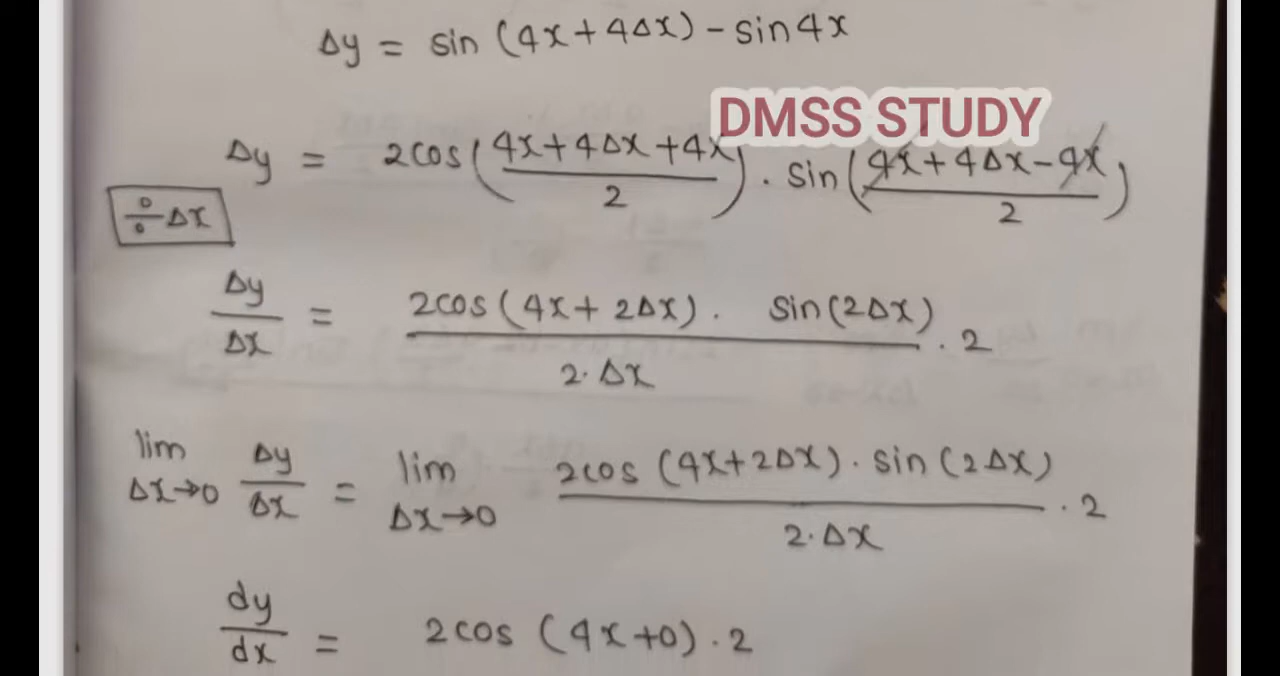 Δy = sin (4x+4Δx) - sin4x
DMSS STUDY
Δy = 2cos(4x+4Δx+4x/2) . sin(4x+4Δx-4x/2)
÷ Δx
Δy/Δx = 2cos(4x+2Δx) . sin(2Δx)/2.Δx . 2
lim Δx→0 Δy/Δx = lim Δx→0 2cos(4x+2Δx) . sin(2Δx)/2.Δx . 2
dy/dx = 2cos (4x+0) . 2